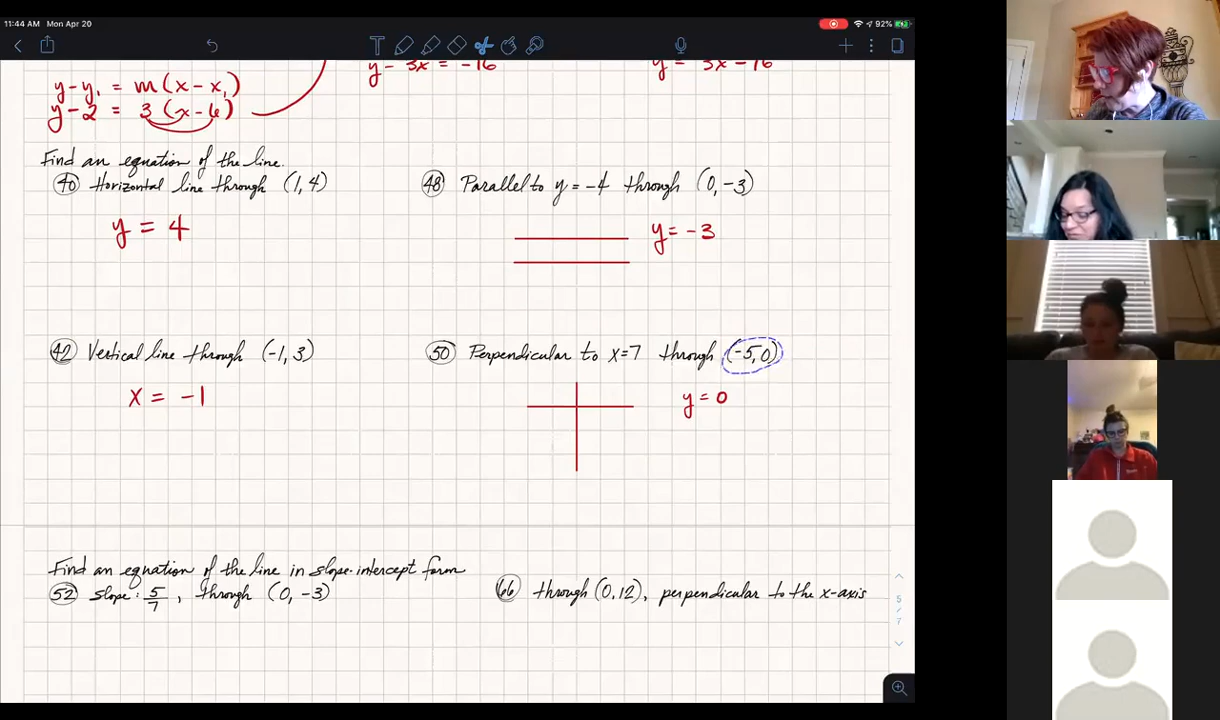 11:44 AM Mon Apr 20
92%
y - 3x = -16
y = 3x - 16
y - y₁ = m(x - x₁)
y - 2 = 3(x - 6)
Find an equation of the line.
40 Horizontal line through (1, 4)
y = 4
48 Parallel to y = -4 through (0, -3)
y = -3
42 Vertical line through (-1, 3)
x = -1
50 Perpendicular to x=7 through (-5, 0)
y = 0
Find an equation of the line in slope-intercept form
52 slope: 5/7, through (0, -3)
66 through (0, 12), perpendicular to the x-axis
5
7